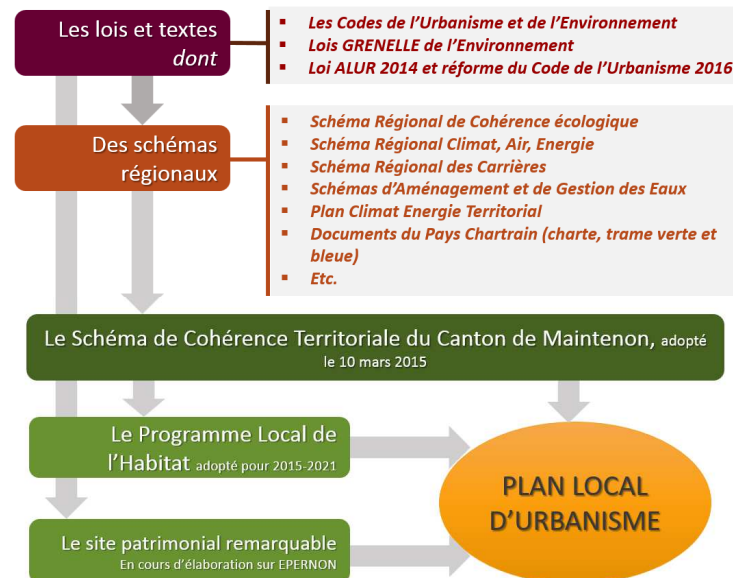 Les lois et textes
dont
▪ Les Codes de l'Urbanisme et de l'Environnement
▪ Lois GRENELLE de l'Environnement
▪ Loi ALUR 2014 et réforme du Code de l'Urbanisme 2016
Des schémas
régionaux
▪ Schéma Régional de Cohérence écologique
▪ Schéma Régional Climat, Air, Energie
▪ Schéma Régional des Carrières
▪ Schémas d'Aménagement et de Gestion des Eaux
▪ Plan Climat Energie Territorial
▪ Documents du Pays Chartrain (charte, trame verte et
bleue)
▪ Etc.
Le Schéma de Cohérence Territoriale du Canton de Maintenon, adopté
le 10 mars 2015
Le Programme Local de
l'Habitat adopté pour 2015-2021
PLAN LOCAL
D'URBANISME
Le site patrimonial remarquable
En cours d'élaboration sur EPERNON